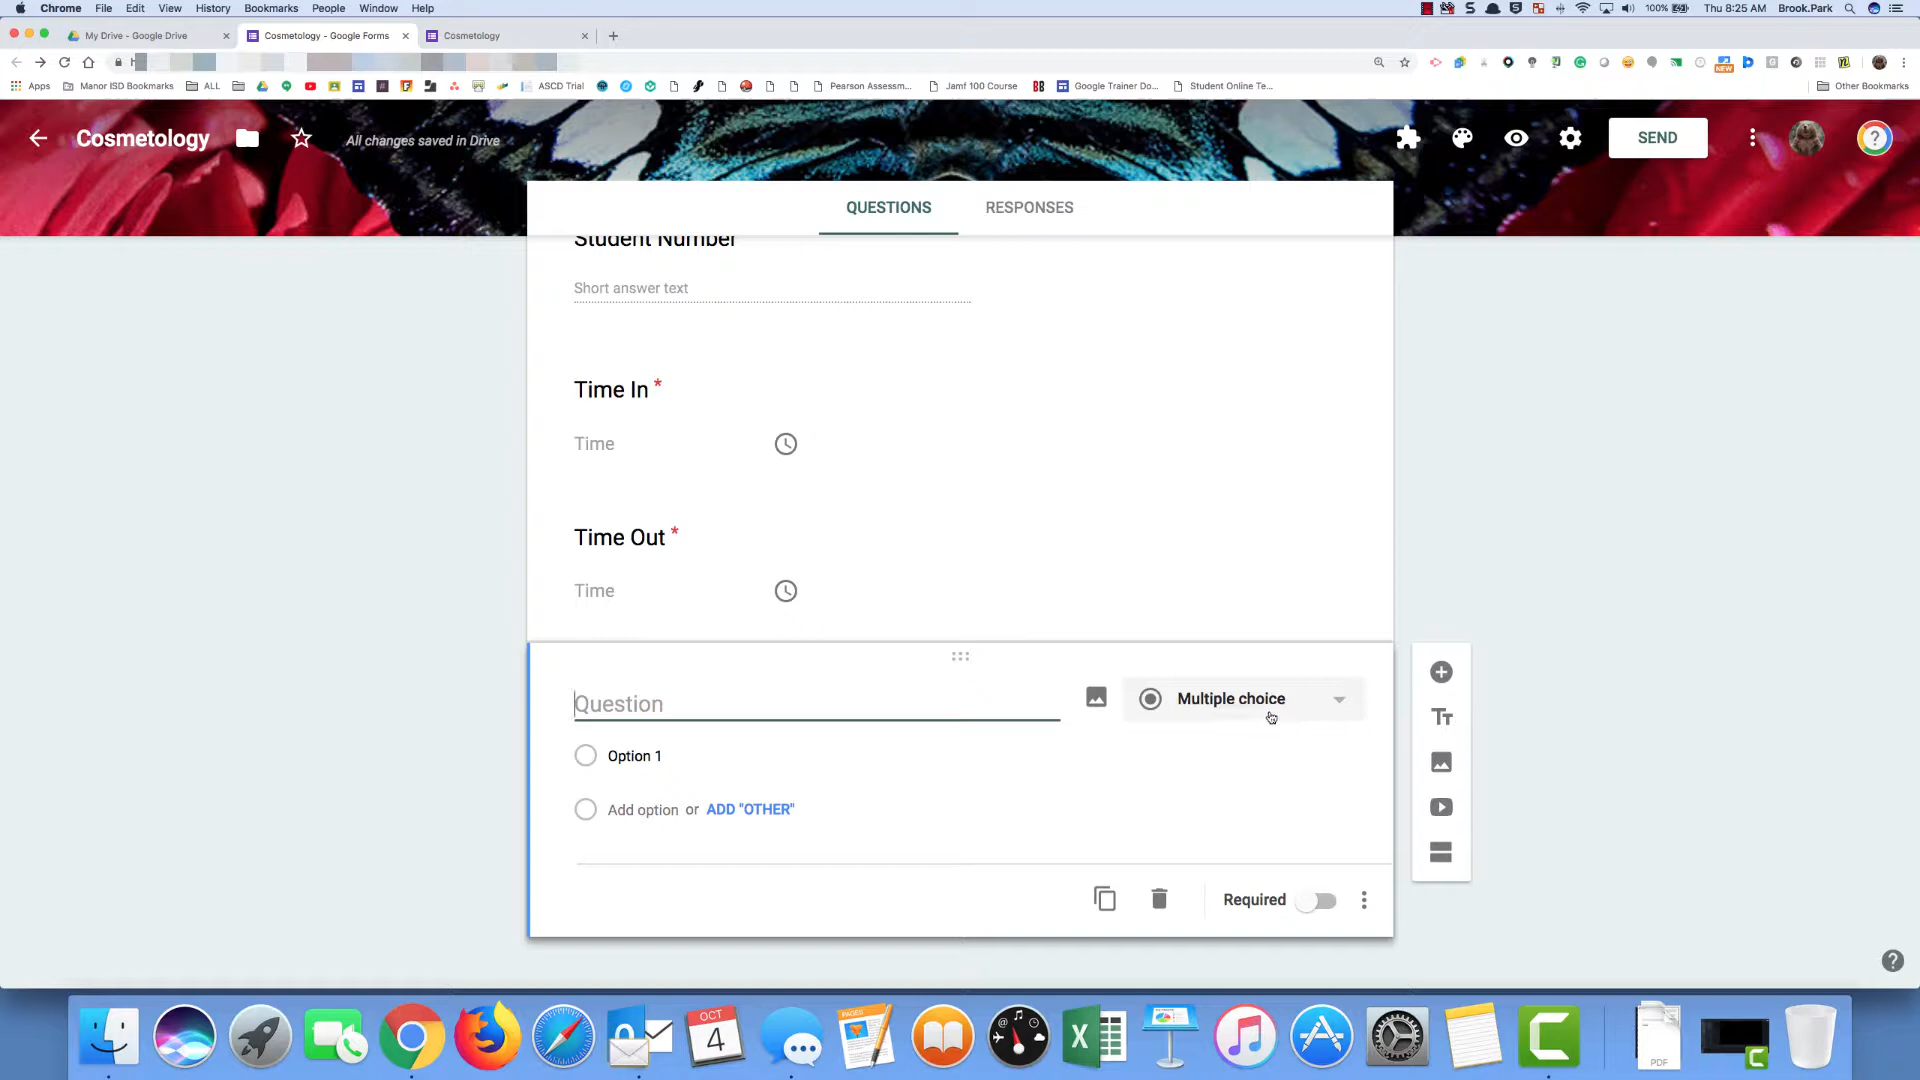 Chrome File Edit View History Bookmarks People Window Help
100% Thu 8:25 AM Brook.Park
My Drive - Google Drive
Cosmetology - Google Forms
Cosmetology
Apps
Manor ISD Bookmarks
ALL
ASCD Trial
Pearson Assessm...
Jamf 100 Course
BB
Google Trainer Do...
Student Online Te...
Other Bookmarks
NEW
Cosmetology
All changes saved in Drive
SEND
QUESTIONS
RESPONSES
Student Number
Short answer text
Time In *
Time
Time Out *
Time
Question
Multiple choice
Option 1
Add option or ADD "OTHER"
Required
OCT
4
PAGES
PDF